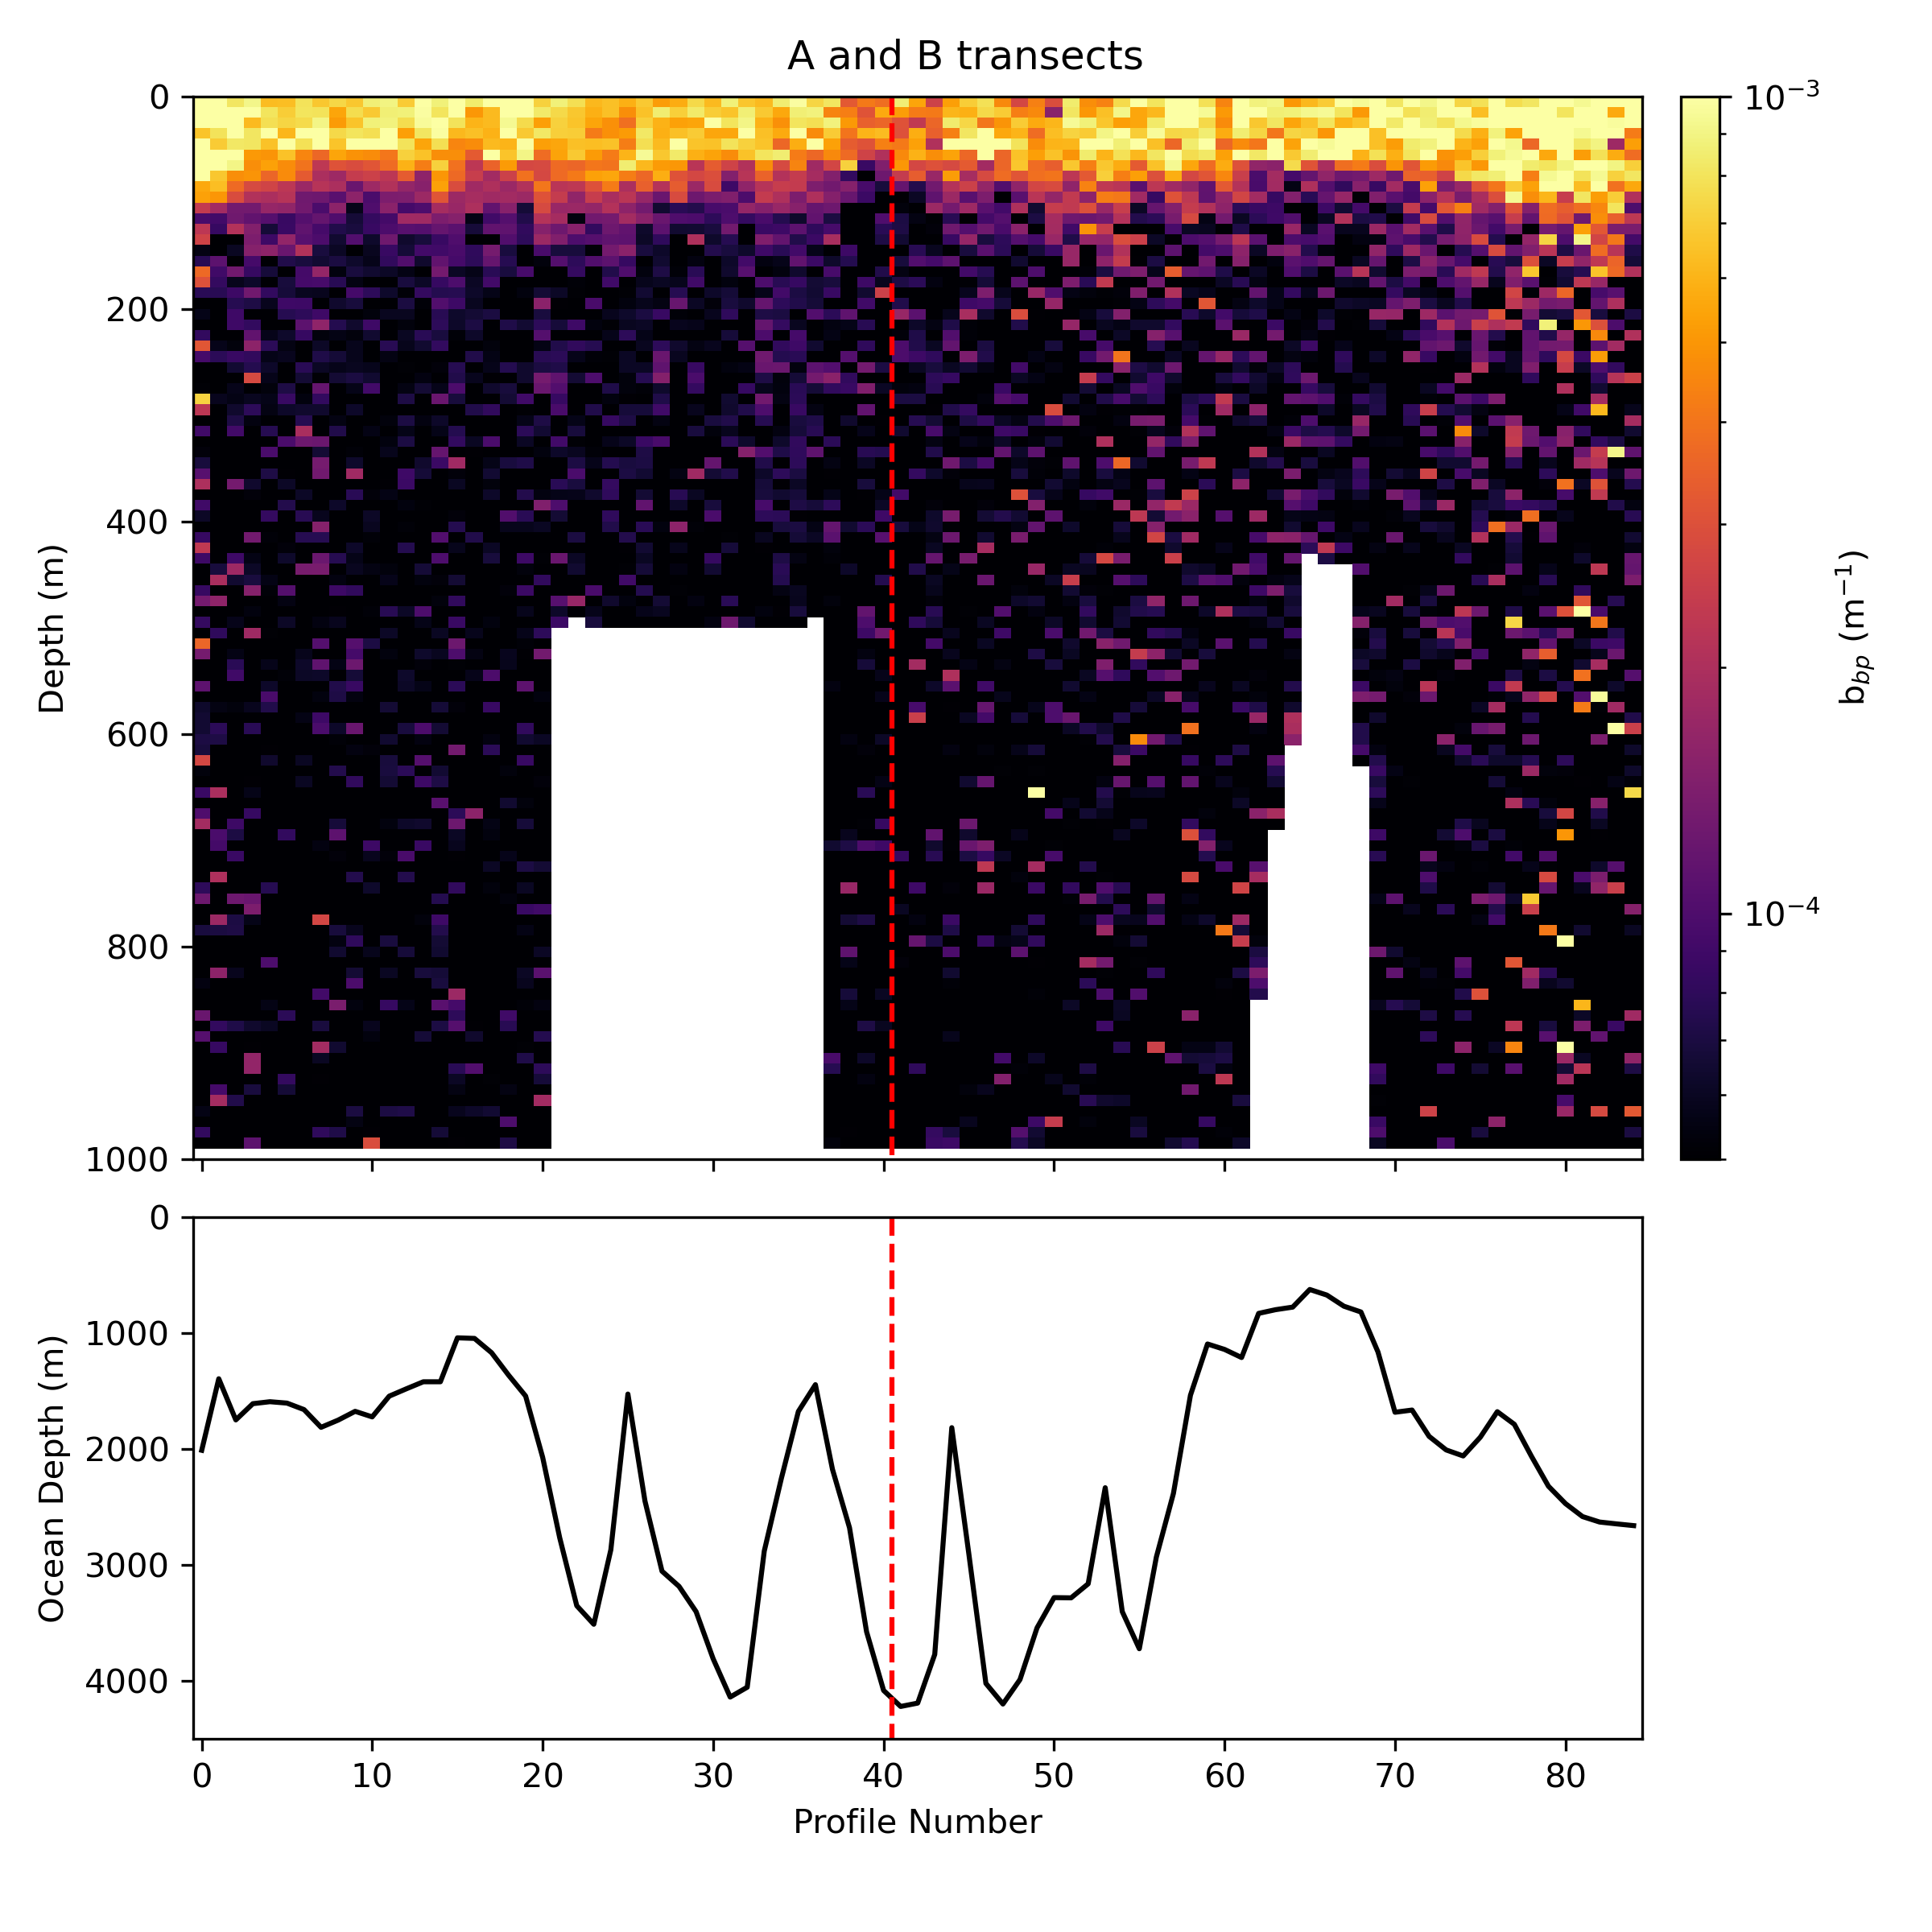 A and B transects
0
200
400
600
800
1000
Depth (m)
10⁻³
10⁻⁴
b_bp (m⁻¹)
0
1000
2000
3000
4000
Ocean Depth (m)
0 10 20 30 40 50 60 70 80
Profile Number